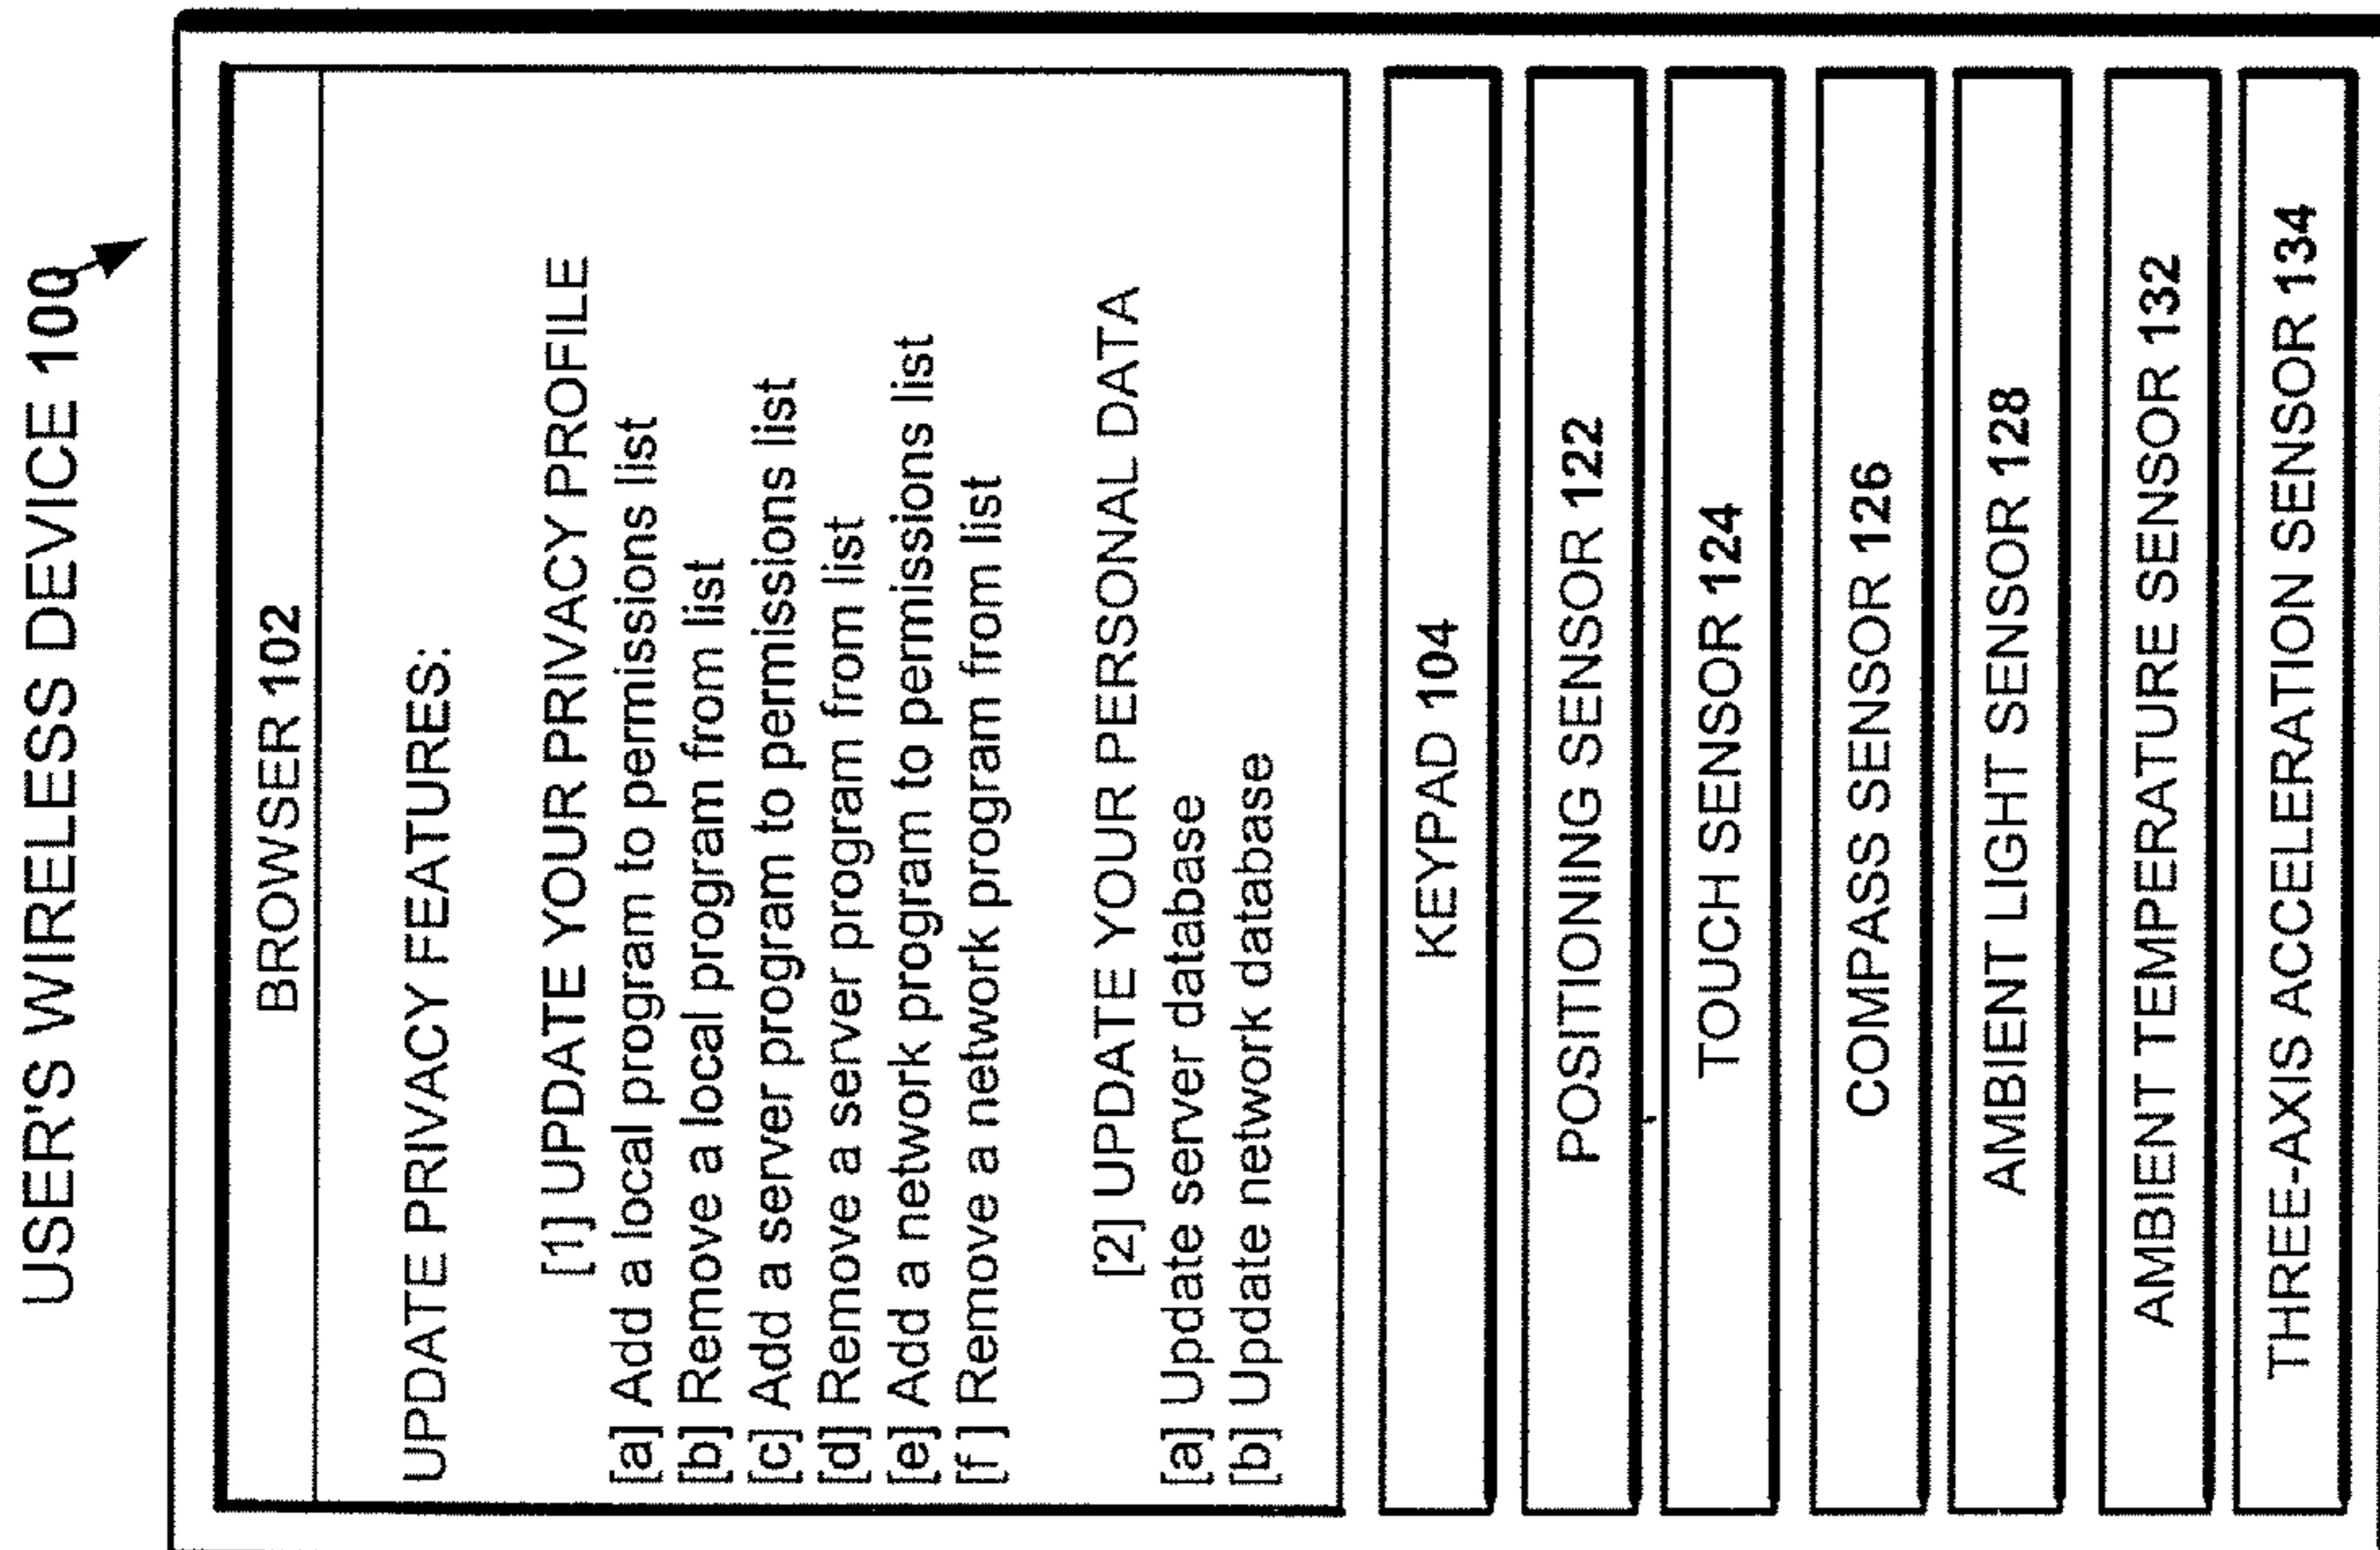 USER'S WIRELESS DEVICE 100
BROWSER 102
UPDATE PRIVACY FEATURES:
[1] UPDATE YOUR PRIVACY PROFILE
[a] Add a local program to permissions list
[b] Remove a local program from list
[c] Add a server program to permissions list
[d] Remove a server program from list
[e] Add a network program to permissions list
[f ] Remove a network program from list
[2] UPDATE YOUR PERSONAL DATA
[a] Update server database
[b] Update network database
KEYPAD 104
POSITIONING SENSOR 122
TOUCH SENSOR 124
COMPASS SENSOR 126
AMBIENT LIGHT SENSOR 128
AMBIENT TEMPERATURE SENSOR 132
THREE-AXIS ACCELERATION SENSOR 134